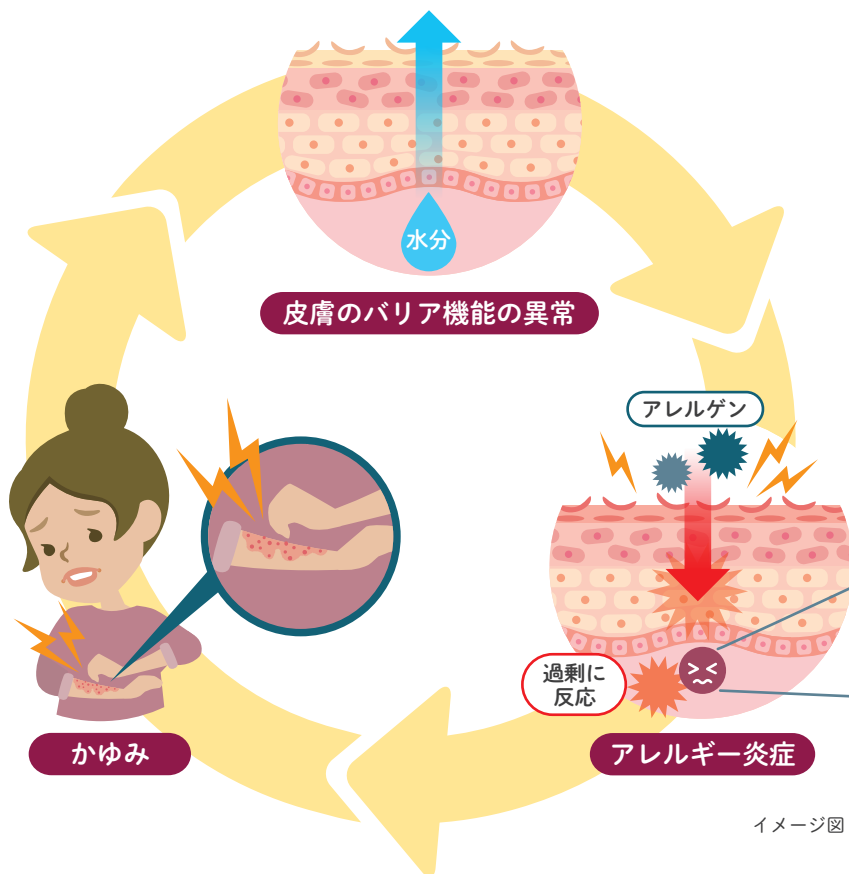 水分
皮膚のバリア機能の異常
アレルゲン
過剰に
反応
かゆみ
アレルギー炎症
イメージ図